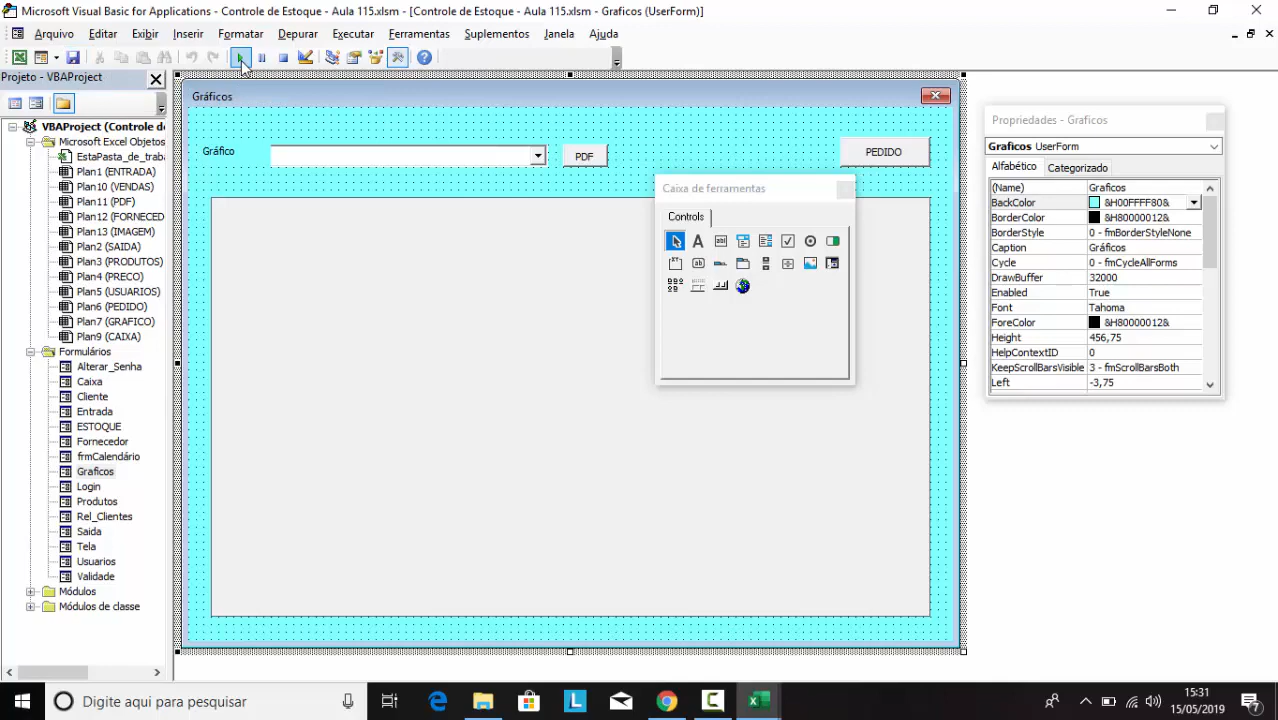 Microsoft Visual Basic for Applications - Controle de Estoque - Aula 115.xlsm - [Controle de Estoque - Aula 115.xlsm - Graficos (UserForm)]
Arquivo Editar Exibir Inserir Formatar Depurar Executar Ferramentas Suplementos Janela Ajuda
Projeto - VBAProject
VBAProject (Controle d
Microsoft Excel Objetos
EstaPasta_de_traba
Plan1 (ENTRADA)
Plan10 (VENDAS)
Plan11 (PDF)
Plan12 (FORNECED
Plan13 (IMAGEM)
Plan2 (SAIDA)
Plan3 (PRODUTOS)
Plan4 (PRECO)
Plan5 (USUARIOS)
Plan6 (PEDIDO)
Plan7 (GRAFICO)
Plan9 (CAIXA)
Formulários
Alterar_Senha
Caixa
Cliente
Entrada
ESTOQUE
Fornecedor
frmCalendário
Graficos
Login
Produtos
Rel_Clientes
Saida
Tela
Usuarios
Validade
Módulos
Módulos de classe
Gráficos
Gráfico
PDF
PEDIDO
Caixa de ferramentas
Controls
Propriedades - Graficos
Graficos UserForm
Alfabético Categorizado
(Name) Graficos
BackColor &H00FFFF80&
BorderColor &H80000012&
BorderStyle 0 - fmBorderStyleNone
Caption Gráficos
Cycle 0 - fmCycleAllForms
DrawBuffer 32000
Enabled True
Font Tahoma
ForeColor &H80000012&
Height 456,75
HelpContextID 0
KeepScrollBarsVisible 3 - fmScrollBarsBoth
Left -3,75
Digite aqui para pesquisar
15:31
15/05/2019
7